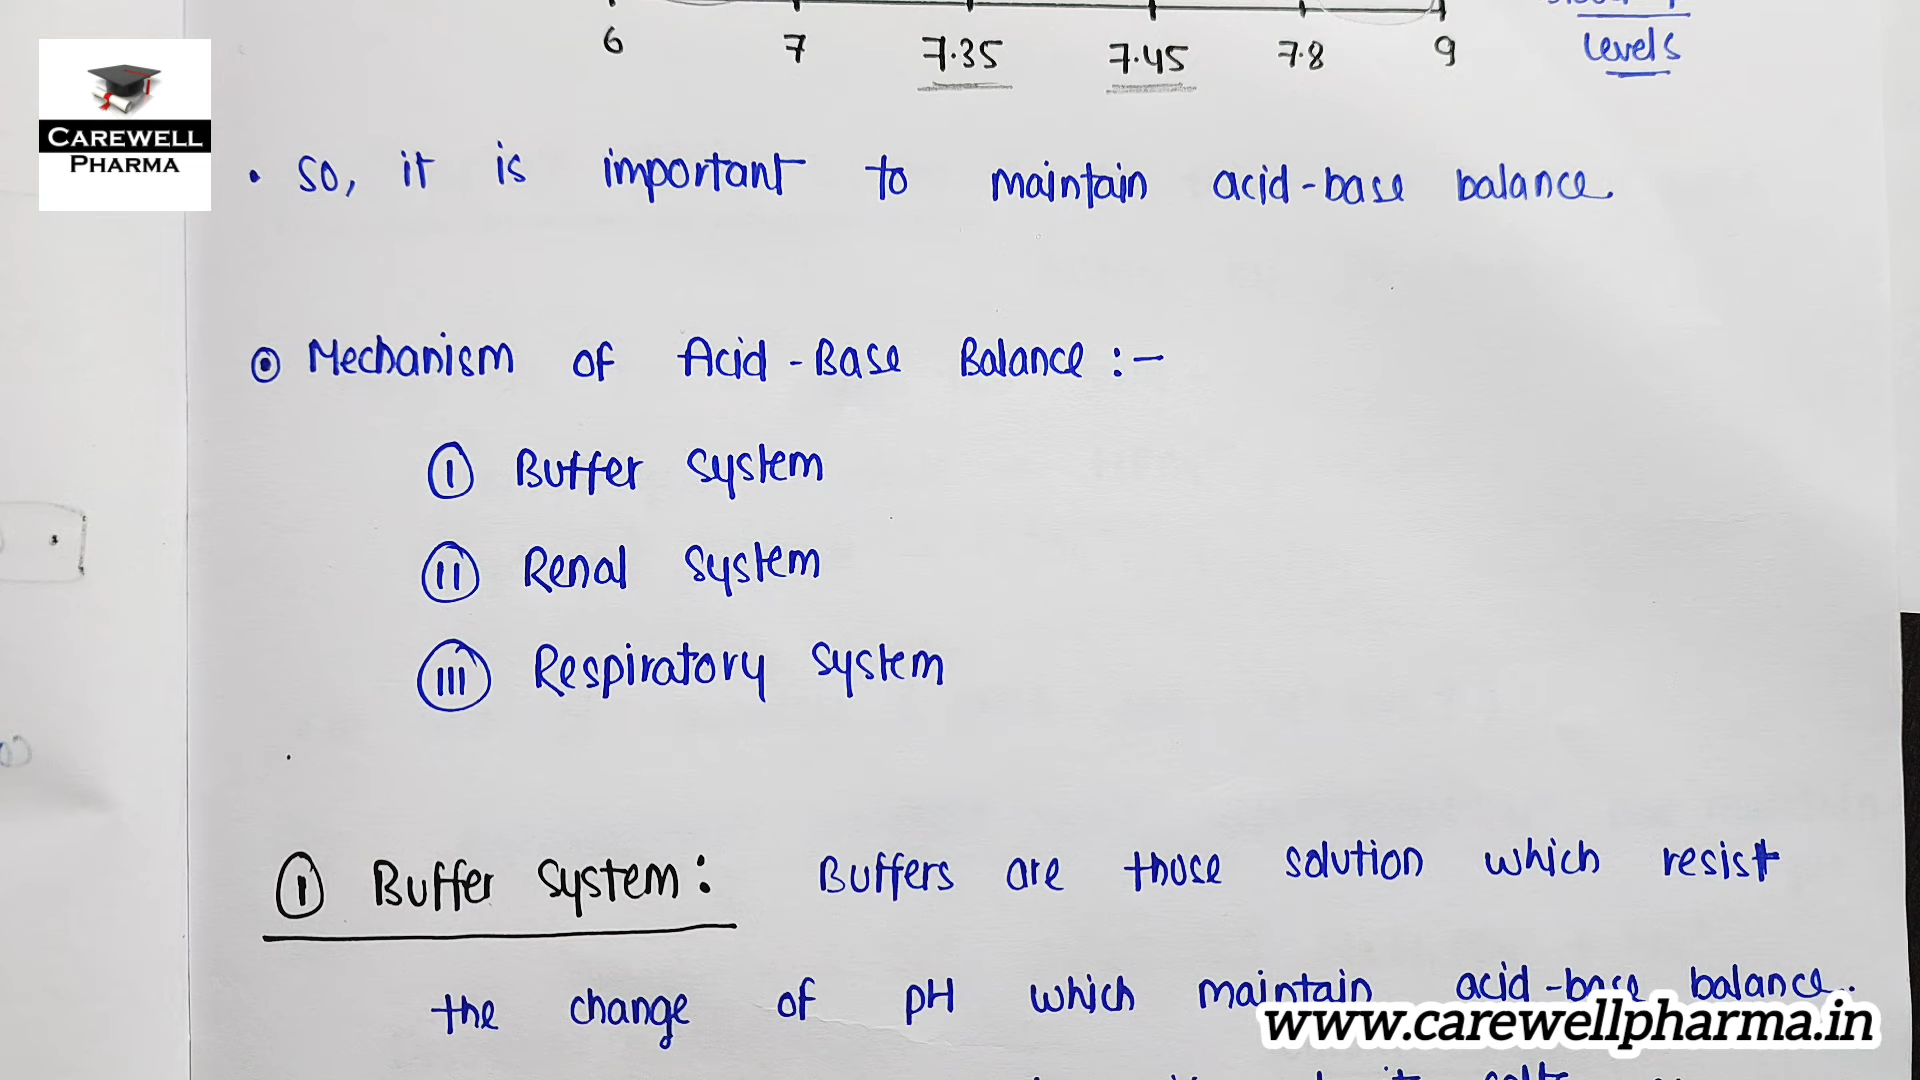 6 7 7.35 7.45 7.8 9 levels
CAREWELL
PHARMA
• So, it is important to maintain acid-base balance.
Mechanism of Acid-Base Balance :-
(I) Buffer system
(II) Renal system
(III) Respiratory system
(I) Buffer system: Buffers are those solution which resist
the change of pH which maintain acid-base balance.
www.carewellpharma.in